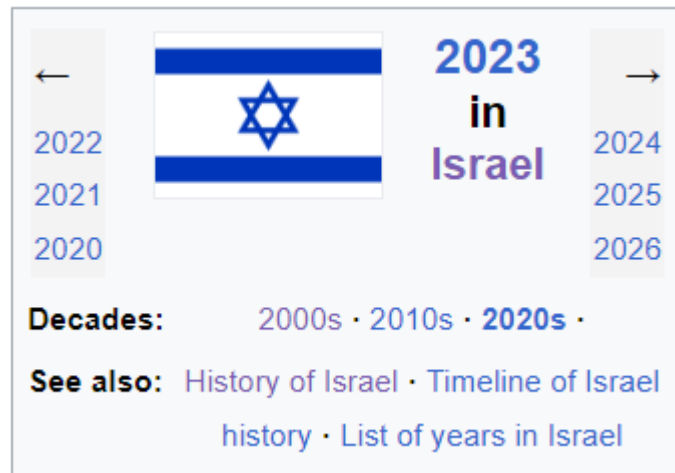 ←
2022
2021
2020
2023
in
Israel
→
2024
2025
2026
Decades: 2000s · 2010s · 2020s ·
See also: History of Israel · Timeline of Israel
history · List of years in Israel